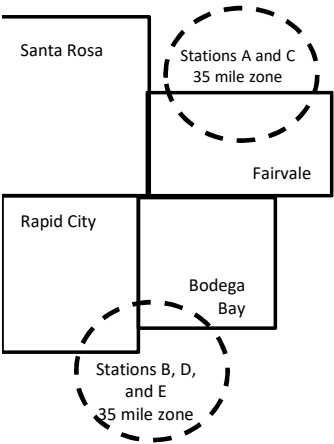 Santa Rosa
Stations A and C
35 mile zone
Fairvale
Rapid City
Bodega
Bay
Stations B, D,
and E
35 mile zone